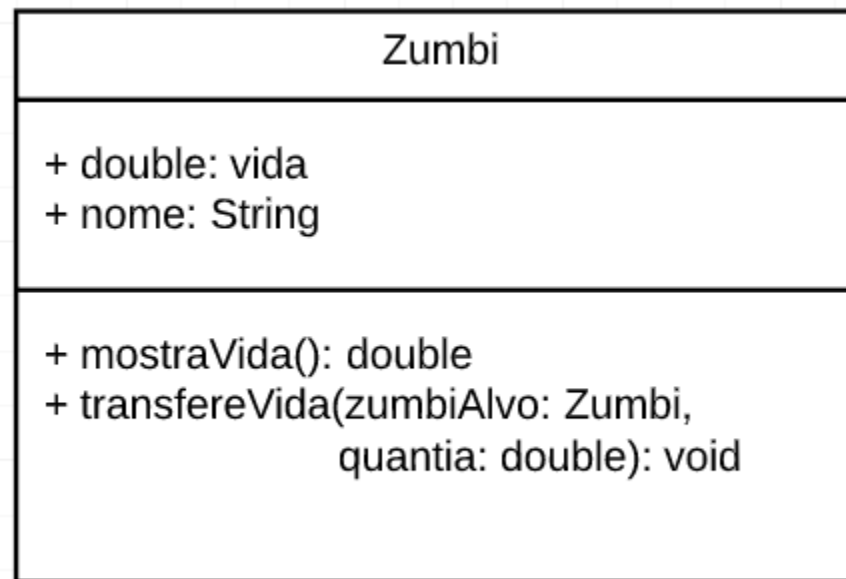 Zumbi
+ double: vida
+ nome: String
+ mostraVida(): double
+ transfereVida(zumbiAlvo: Zumbi,
quantia: double): void